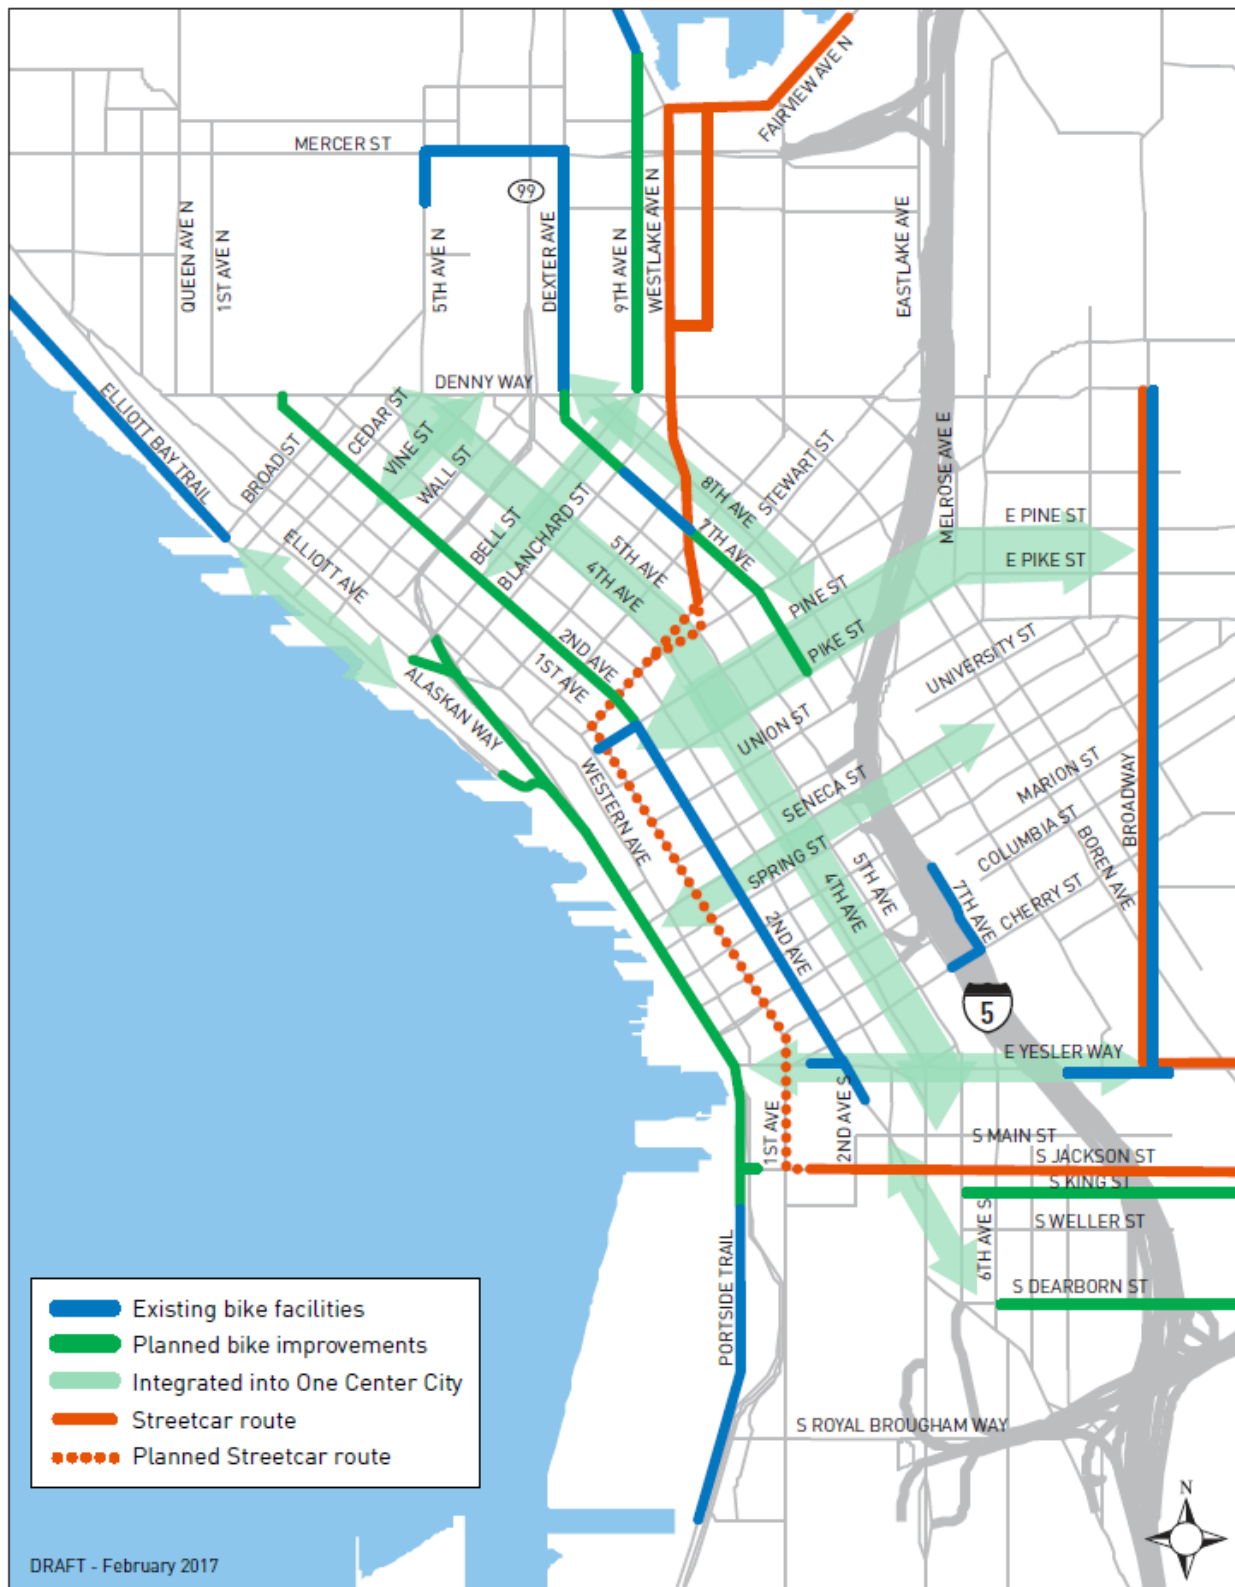 FAIRVIEW AVE N
MERCER ST
99
QUEEN AVE N
1ST AVE N
5TH AVE N
DEXTER AVE
9TH AVE N
WESTLAKE AVE N
EASTLAKE AVE
DENNY WAY
ELLIOTT BAY TRAIL
BROAD ST
CEDAR ST
VINE ST
WALL ST
BELL ST
BLANCHARD ST
8TH AVE
7TH AVE
STEWART ST
MELROSE AVE E
E PINE ST
E PIKE ST
ELLIOTT AVE
5TH AVE
4TH AVE
PINE ST
PIKE ST
2ND AVE
1ST AVE
UNIVERSITY ST
ALASKAN WAY
UNION ST
WESTERN AVE
SENECA ST
MARION ST
SPRING ST
COLUMBIA ST
BOREN AVE
BROADWAY
5TH AVE
4TH AVE
7TH AVE
CHERRY ST
2ND AVE
5
E YESLER WAY
1ST AVE
2ND AVE S
S MAIN ST
S JACKSON ST
S KING ST
S WELLER ST
6TH AVE S
S DEARBORN ST
PORTSIDE TRAIL
S ROYAL BROUGHAM WAY
Existing bike facilities
Planned bike improvements
Integrated into One Center City
Streetcar route
Planned Streetcar route
N
DRAFT - February 2017